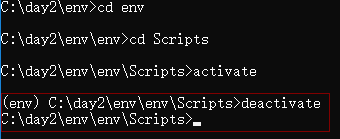 C:\day2\env>cd env
C:\day2\env\env>cd Scripts
C:\day2\env\env\Scripts>activate
(env) C:\day2\env\env\Scripts>deactivate
C:\day2\env\env\Scripts>